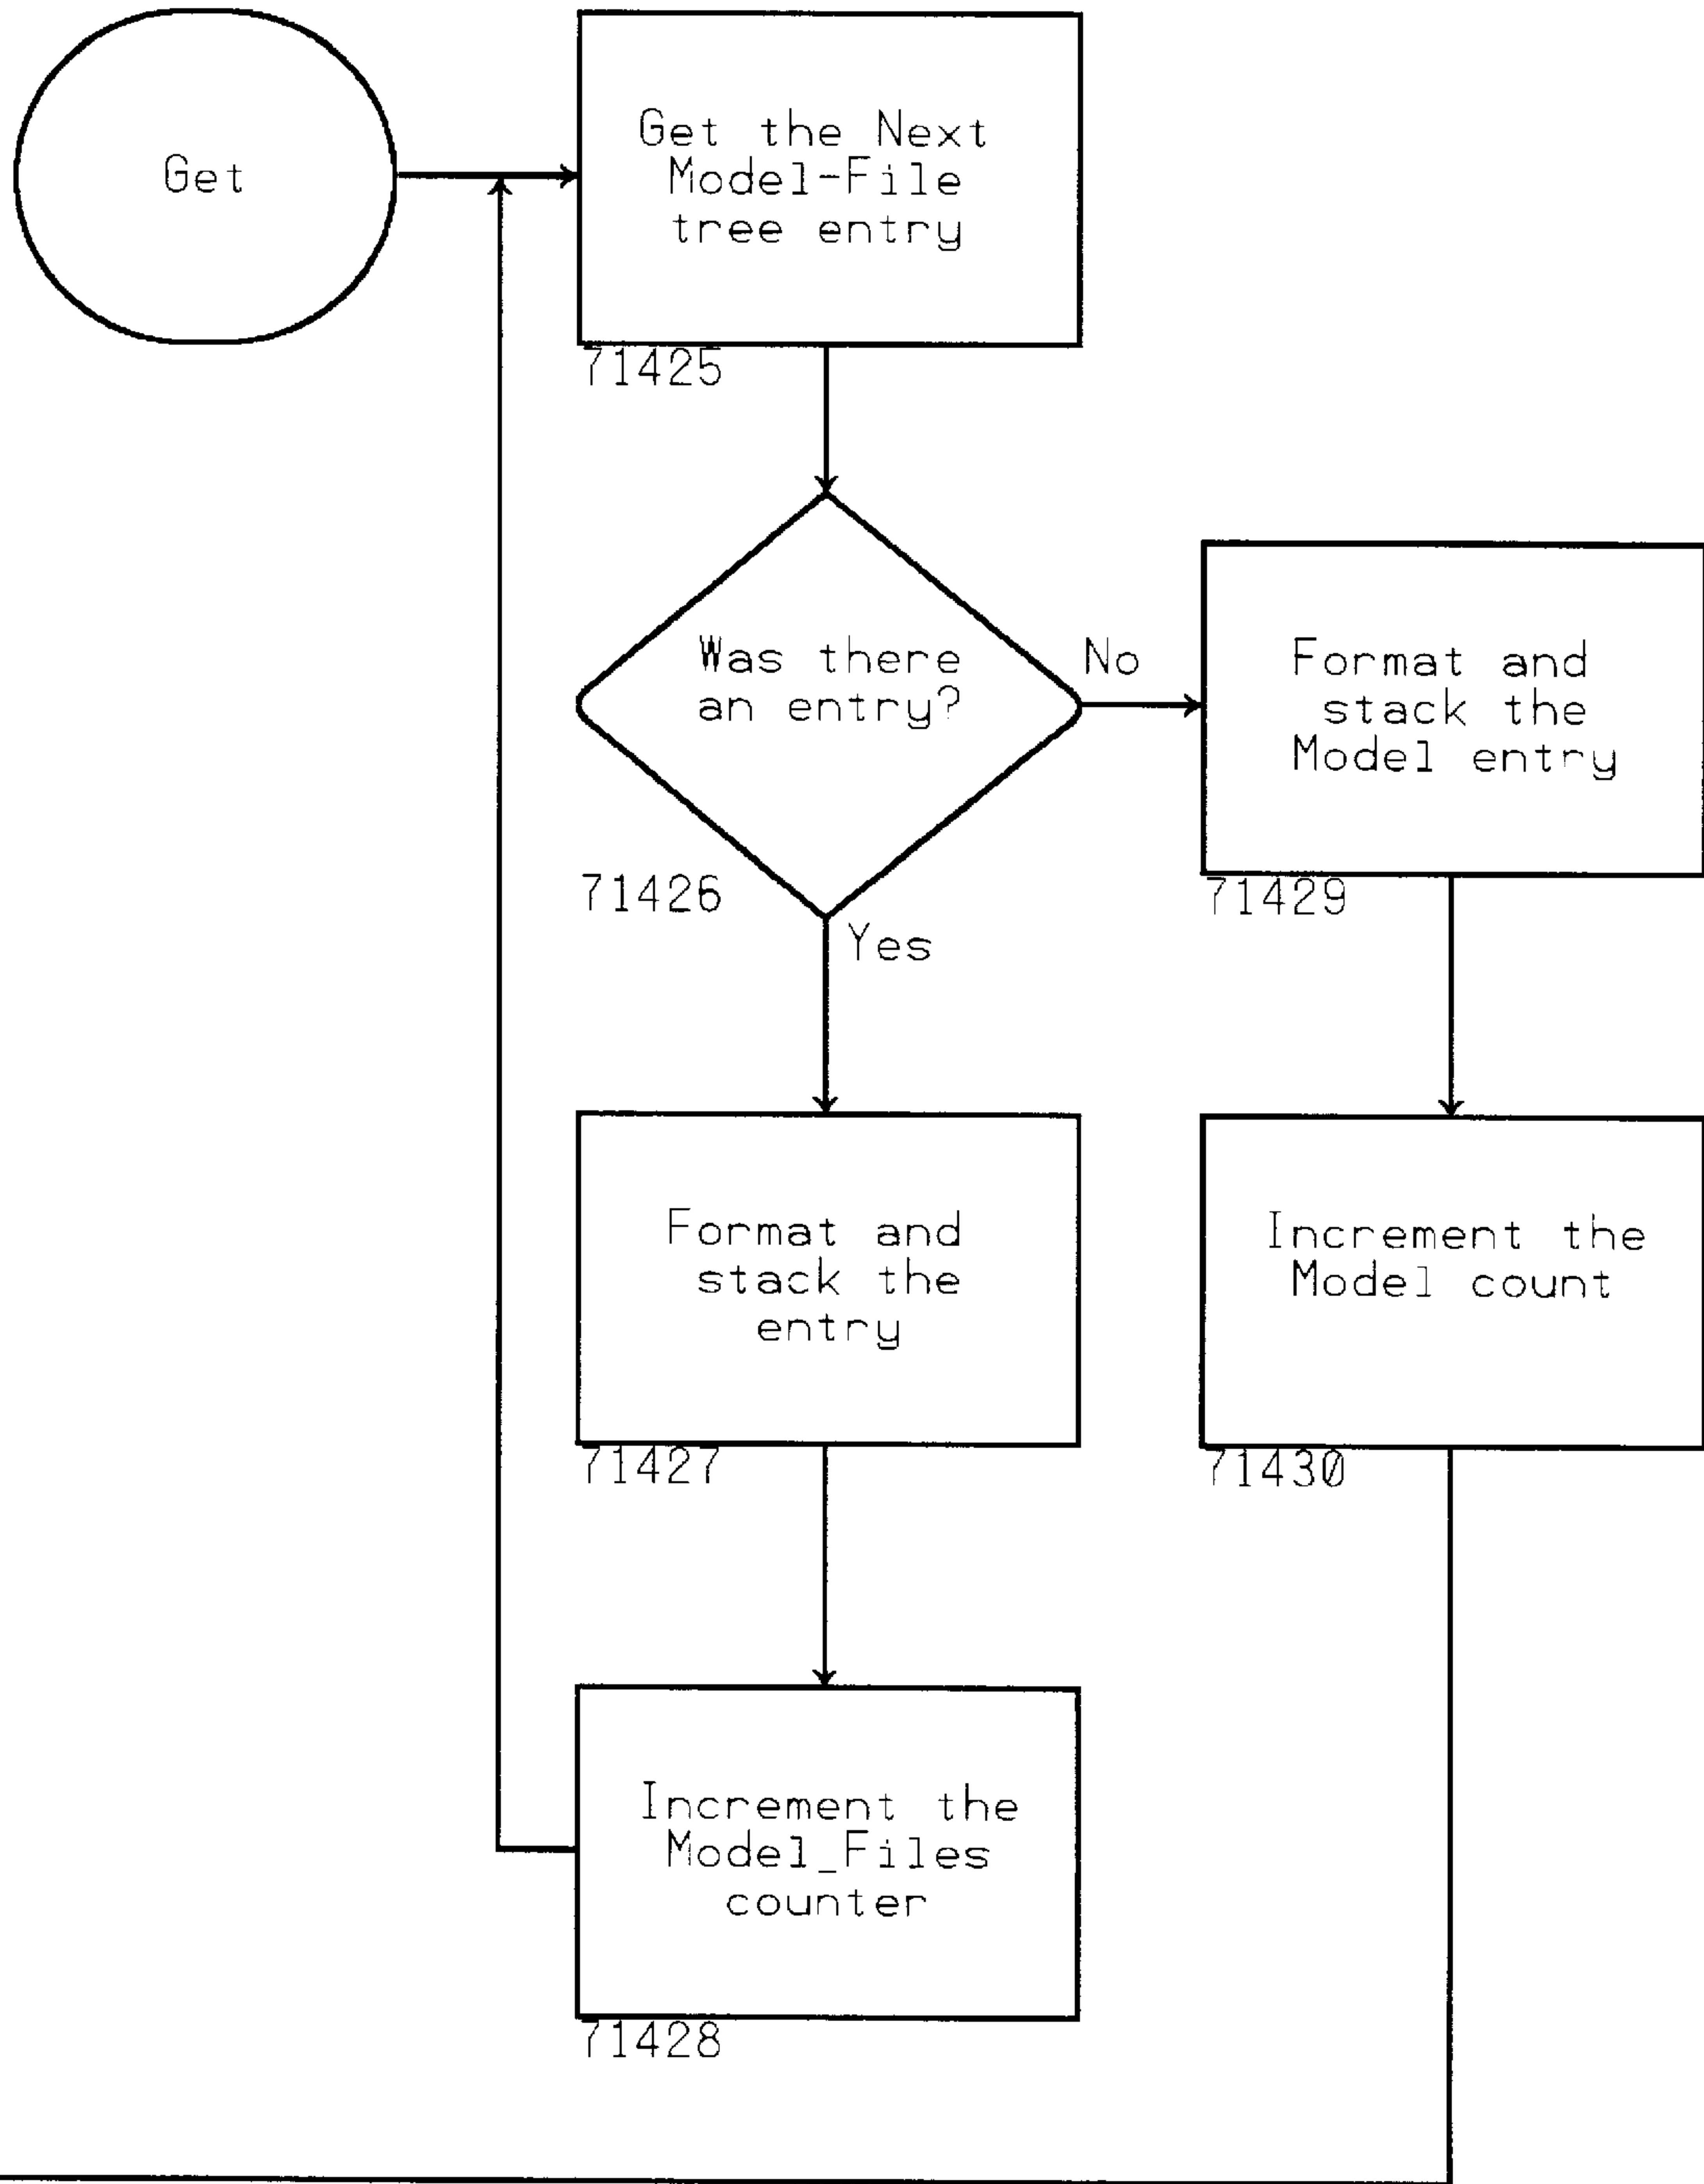 Get
Get the Next
Model-File
tree entry
71425
Was there
an entry?
No
71426
Yes
Format and
stack the
Model entry
71429
Format and
stack the
entry
71427
Increment the
Model count
71430
Increment the
Model_Files
counter
71428